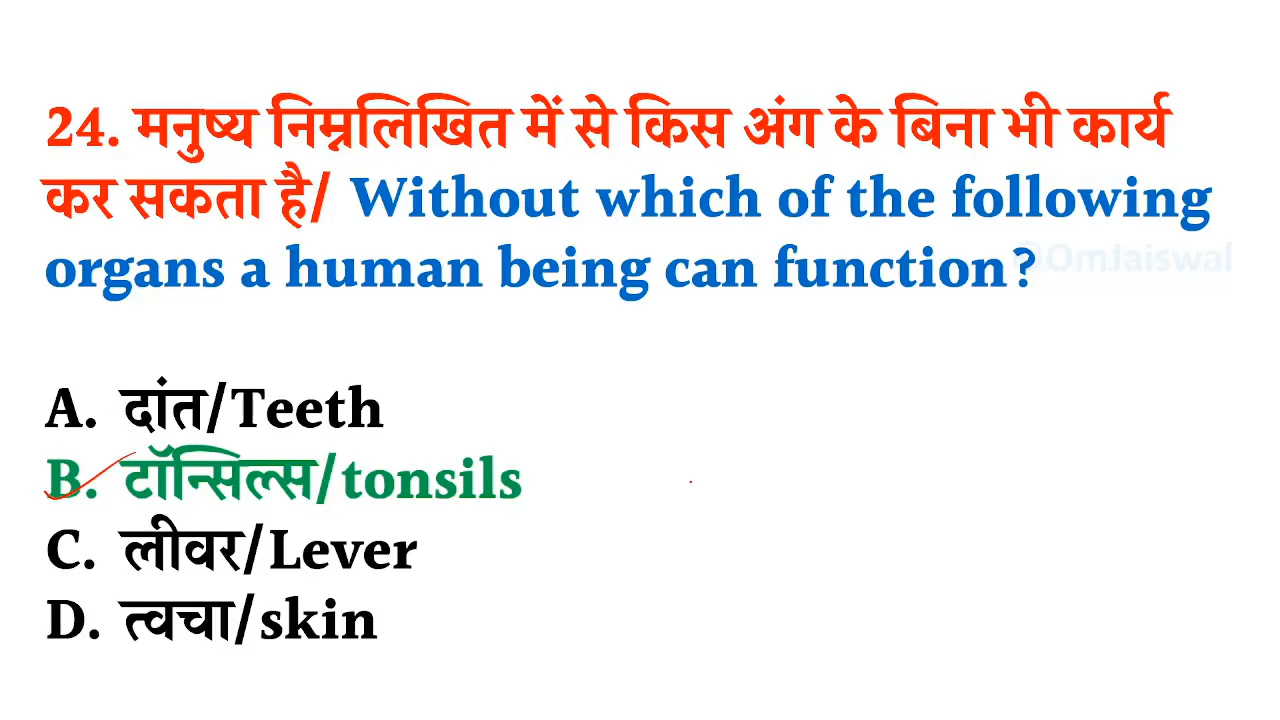 24. मनुष्य निम्नलिखित में से किस अंग के बिना भी कार्य
कर सकता है/ Without which of the following
organs a human being can function?
@OmJaiswal
A. दांत/Teeth
B. टॉन्सिल्स/tonsils
C. लीवर/Lever
D. त्वचा/skin